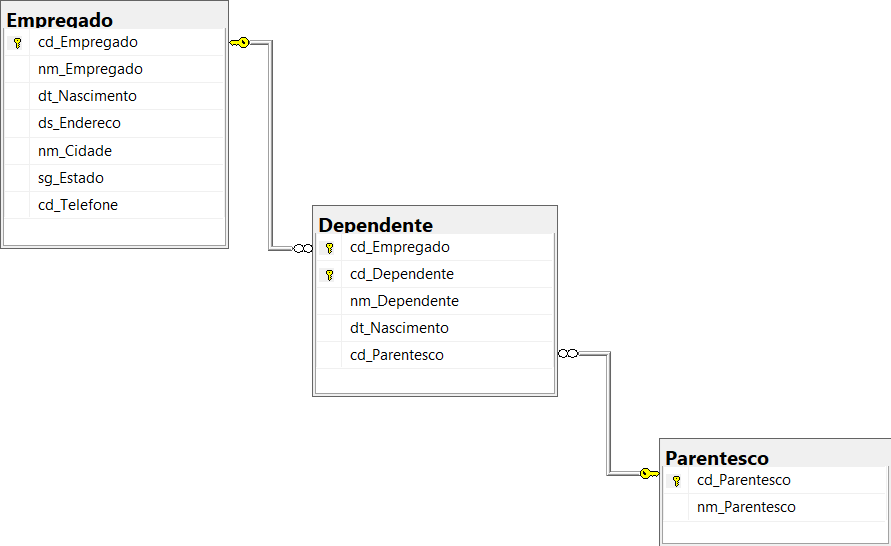 Empregado
cd_Empregado
nm_Empregado
dt_Nascimento
ds_Endereco
nm_Cidade
sg_Estado
cd_Telefone
Dependente
cd_Empregado
cd_Dependente
nm_Dependente
dt_Nascimento
cd_Parentesco
Parentesco
cd_Parentesco
nm_Parentesco